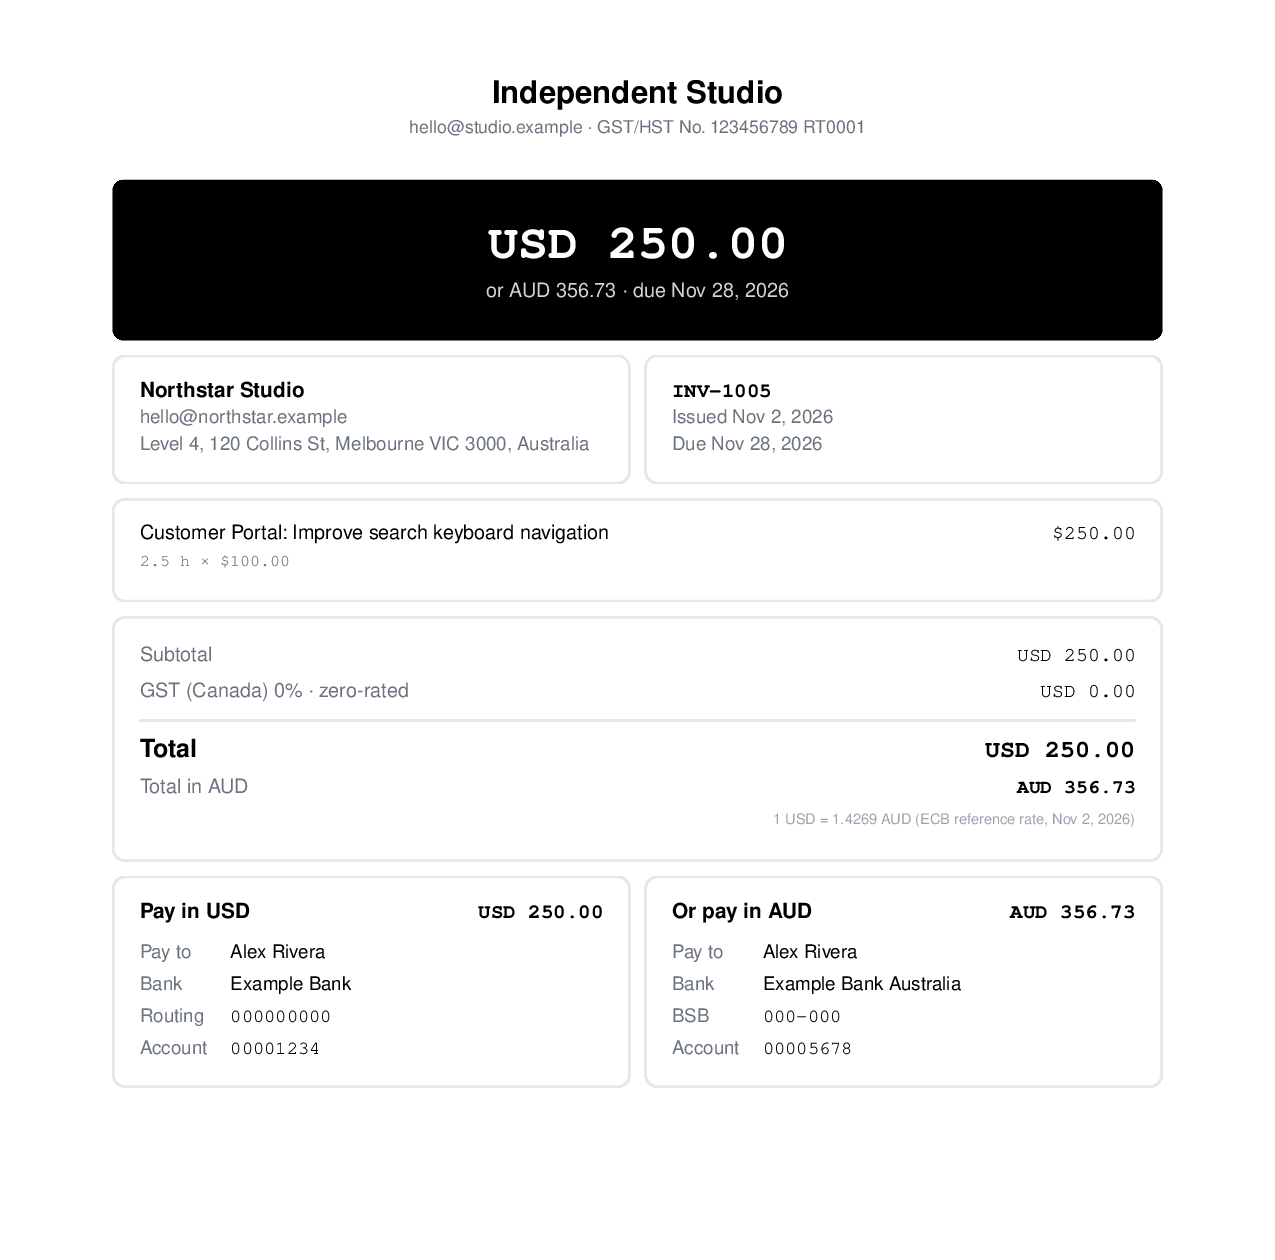 Independent Studio
hello@studio.example · GST/HST No. 123456789 RT0001
USD 250.00
or AUD 356.73 · due Nov 28, 2026
Northstar Studio
hello@northstar.example
Level 4, 120 Collins St, Melbourne VIC 3000, Australia
INV-1005
Issued Nov 2, 2026
Due Nov 28, 2026
Customer Portal: Improve search keyboard navigation $250.00
2.5 h × $100.00
Subtotal USD 250.00
GST (Canada) 0% · zero-rated USD 0.00
Total USD 250.00
Total in AUD AUD 356.73
1 USD = 1.4269 AUD (ECB reference rate, Nov 2, 2026)
Pay in USD USD 250.00
Pay to Alex Rivera
Bank Example Bank
Routing 000000000
Account 00001234
Or pay in AUD AUD 356.73
Pay to Alex Rivera
Bank Example Bank Australia
BSB 000-000
Account 00005678